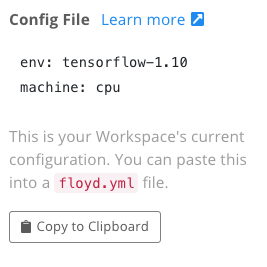 Config File Learn more
env: tensorflow-1.10
machine: cpu
This is your Workspace's current
configuration. You can paste this
into a floyd.yml file.
Copy to Clipboard